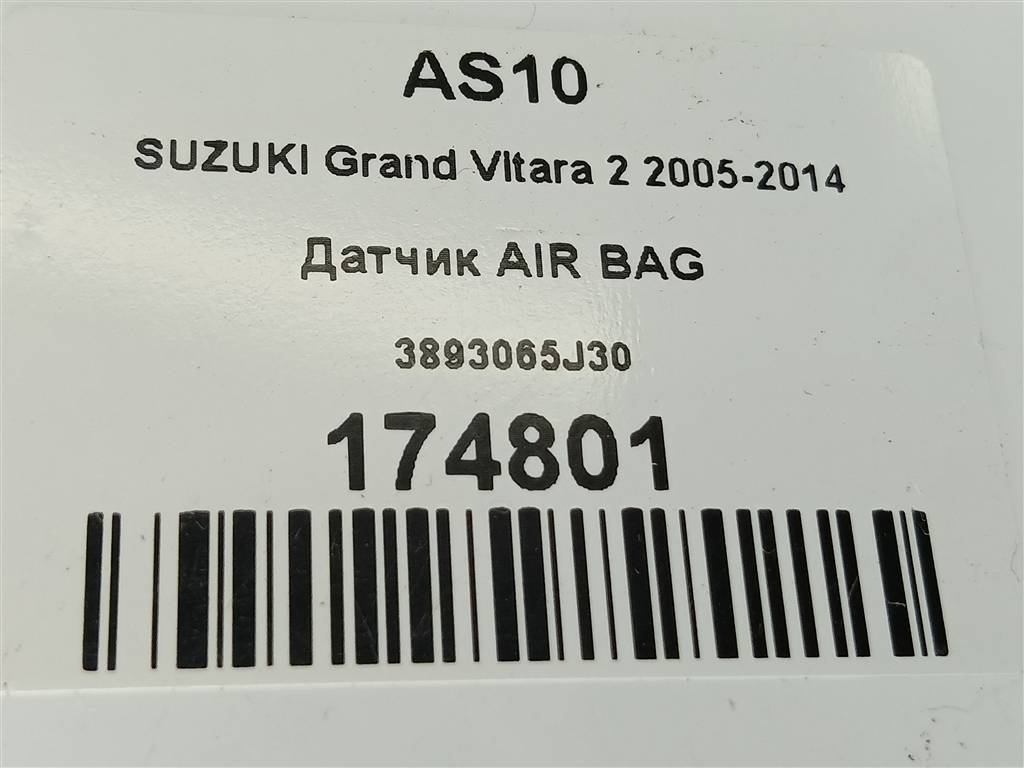 AS10
SUZUKI Grand VItara 2 2005-2014
Датчик AIR BAG
3893065J30
174801